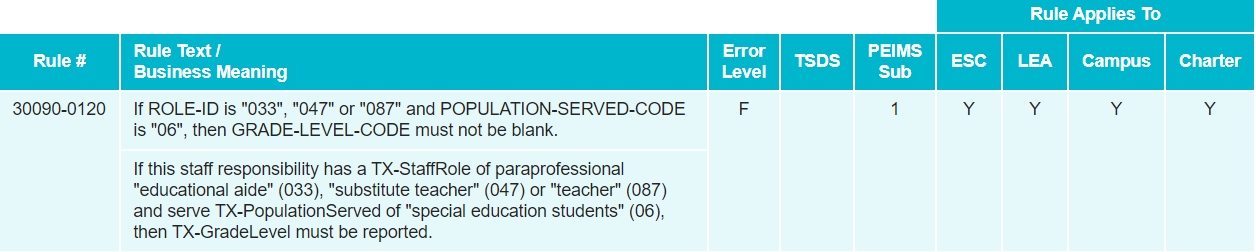 Rule Applies To
Rule #
Rule Text /
Business Meaning
Error
Level
TSDS
PEIMS
Sub
ESC
LEA
Campus
Charter
30090-0120
If ROLE-ID is "033", "047" or "087" and POPULATION-SERVED-CODE
is "06", then GRADE-LEVEL-CODE must not be blank.
F
1
Y
Y
Y
Y
If this staff responsibility has a TX-StaffRole of paraprofessional
"educational aide" (033), "substitute teacher" (047) or "teacher" (087)
and serve TX-PopulationServed of "special education students" (06),
then TX-GradeLevel must be reported.